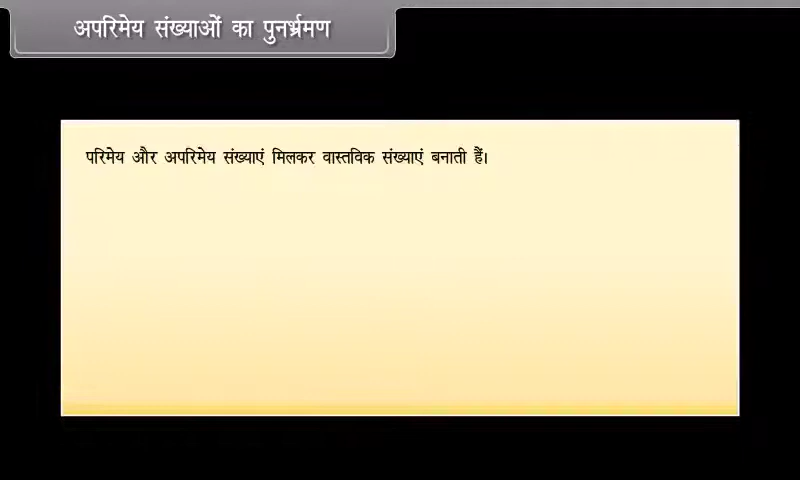 अपरिमेय संख्याओं का पुनर्भ्रमण
परिमेय और अपरिमेय संख्याएं मिलकर वास्तविक संख्याएं बनाती हैं।